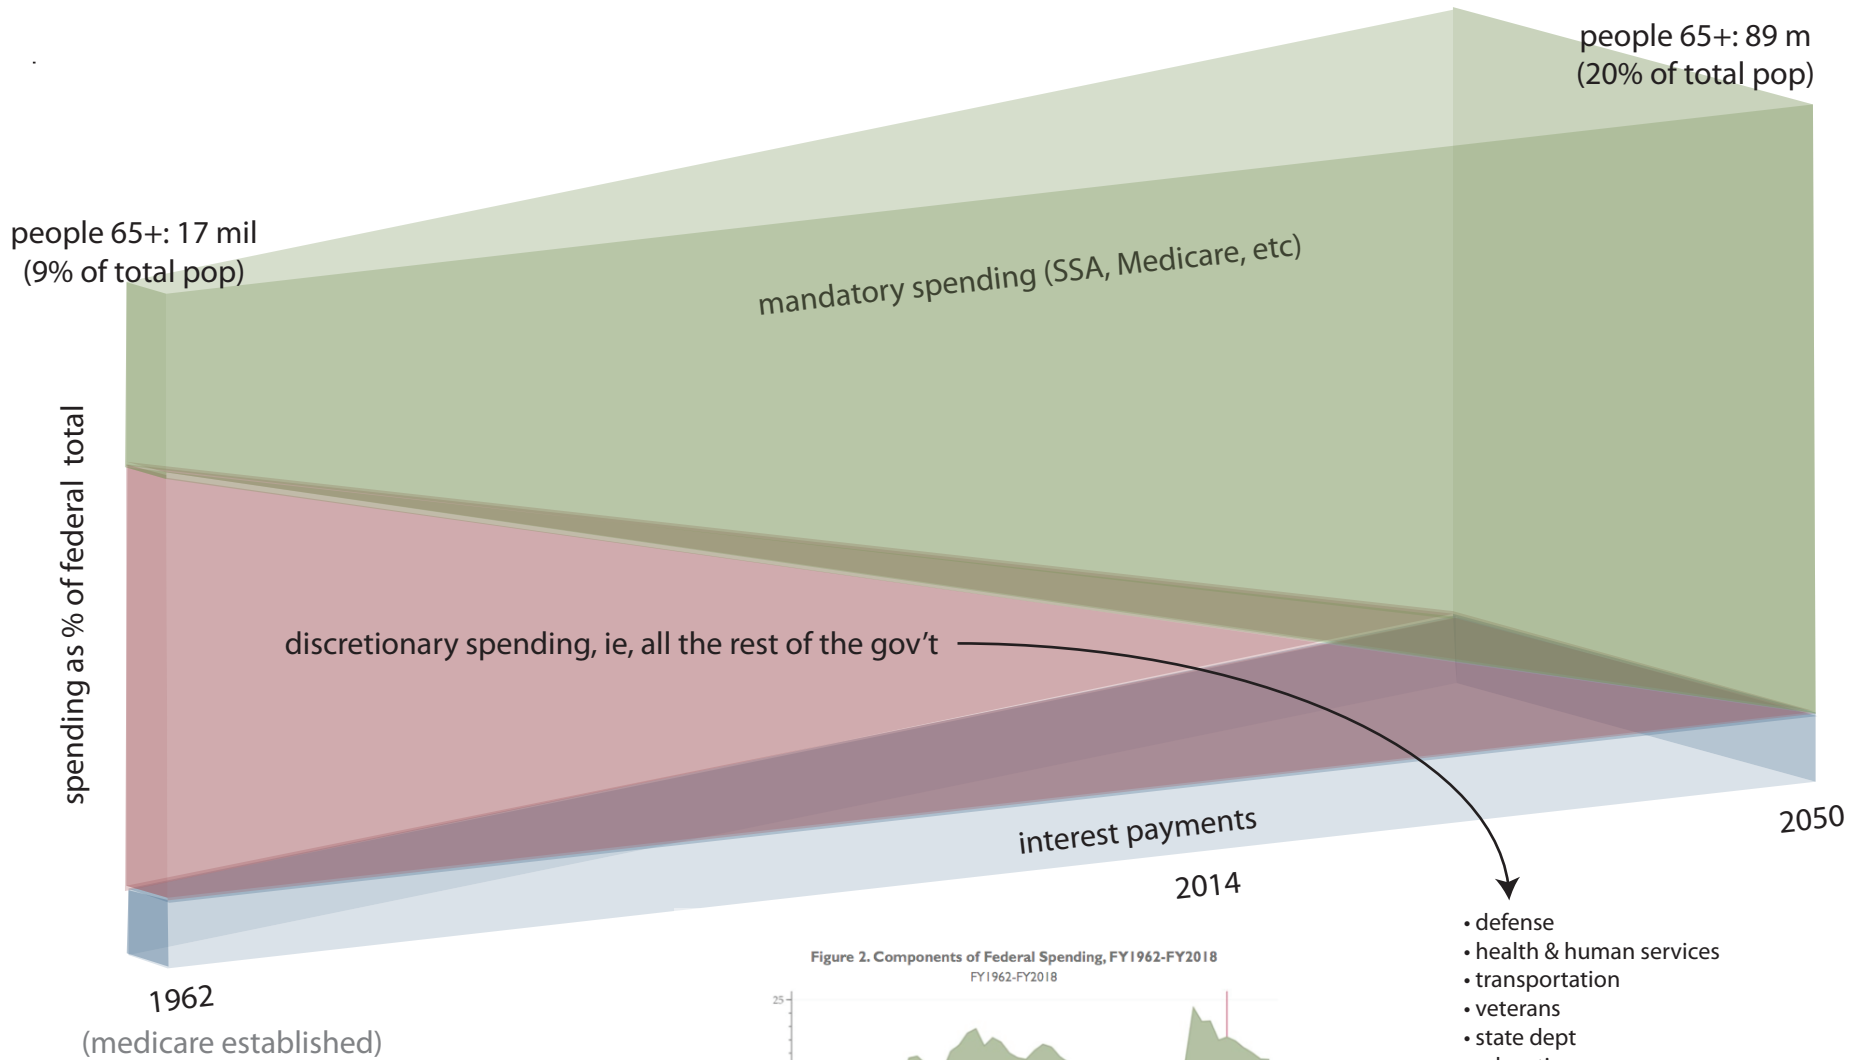 people 65+: 89 m
(20% of total pop)
people 65+: 17 mil
(9% of total pop)
mandatory spending (SSA, Medicare, etc)
spending as % of federal total
discretionary spending, ie, all the rest of the gov’t
interest payments
2050
2014
1962
(medicare established)
• defense
• health & human services
• transportation
• veterans
• state dept
Figure 2. Components of Federal Spending, FY1962-FY2018
FY1962-FY2018
25